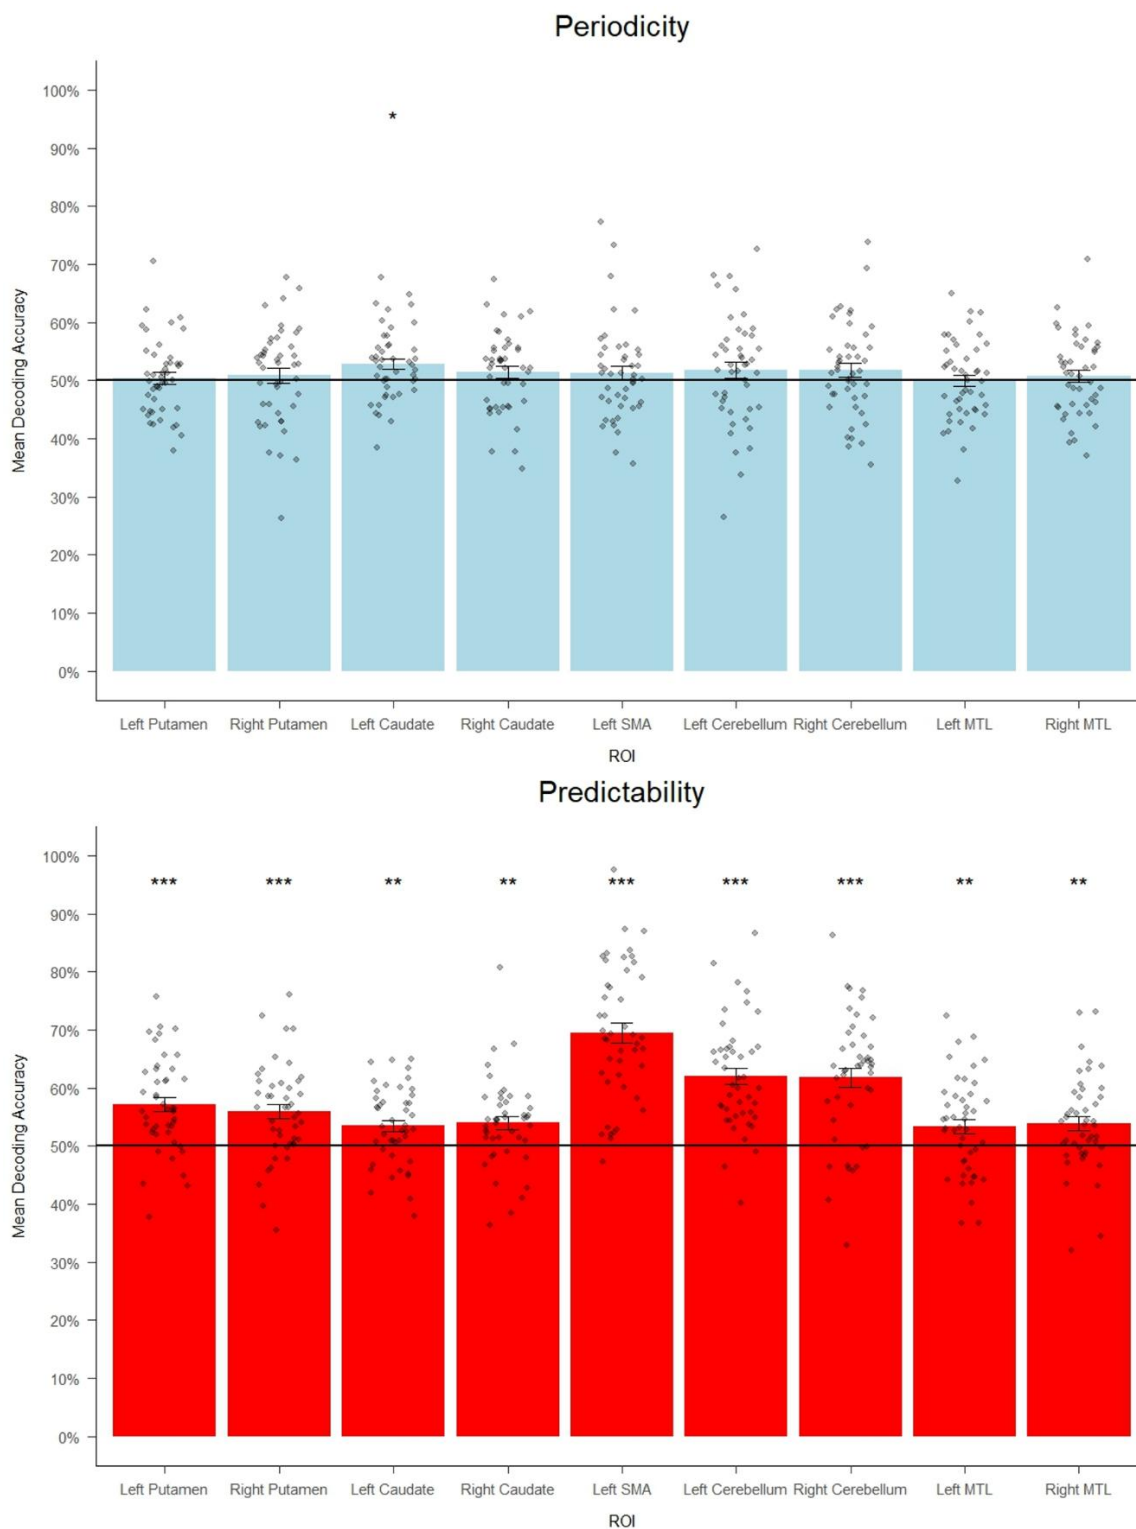 Periodicity
100%
90%
80%
70%
60%
50%
40%
30%
20%
10%
0%
Mean Decoding Accuracy
*
Left Putamen Right Putamen Left Caudate Right Caudate Left SMA Left Cerebellum Right Cerebellum Left MTL Right MTL
ROI
Predictability
100%
90%
80%
70%
60%
50%
40%
30%
20%
10%
0%
Mean Decoding Accuracy
*** *** ** ** *** *** *** ** **
Left Putamen Right Putamen Left Caudate Right Caudate Left SMA Left Cerebellum Right Cerebellum Left MTL Right MTL
ROI